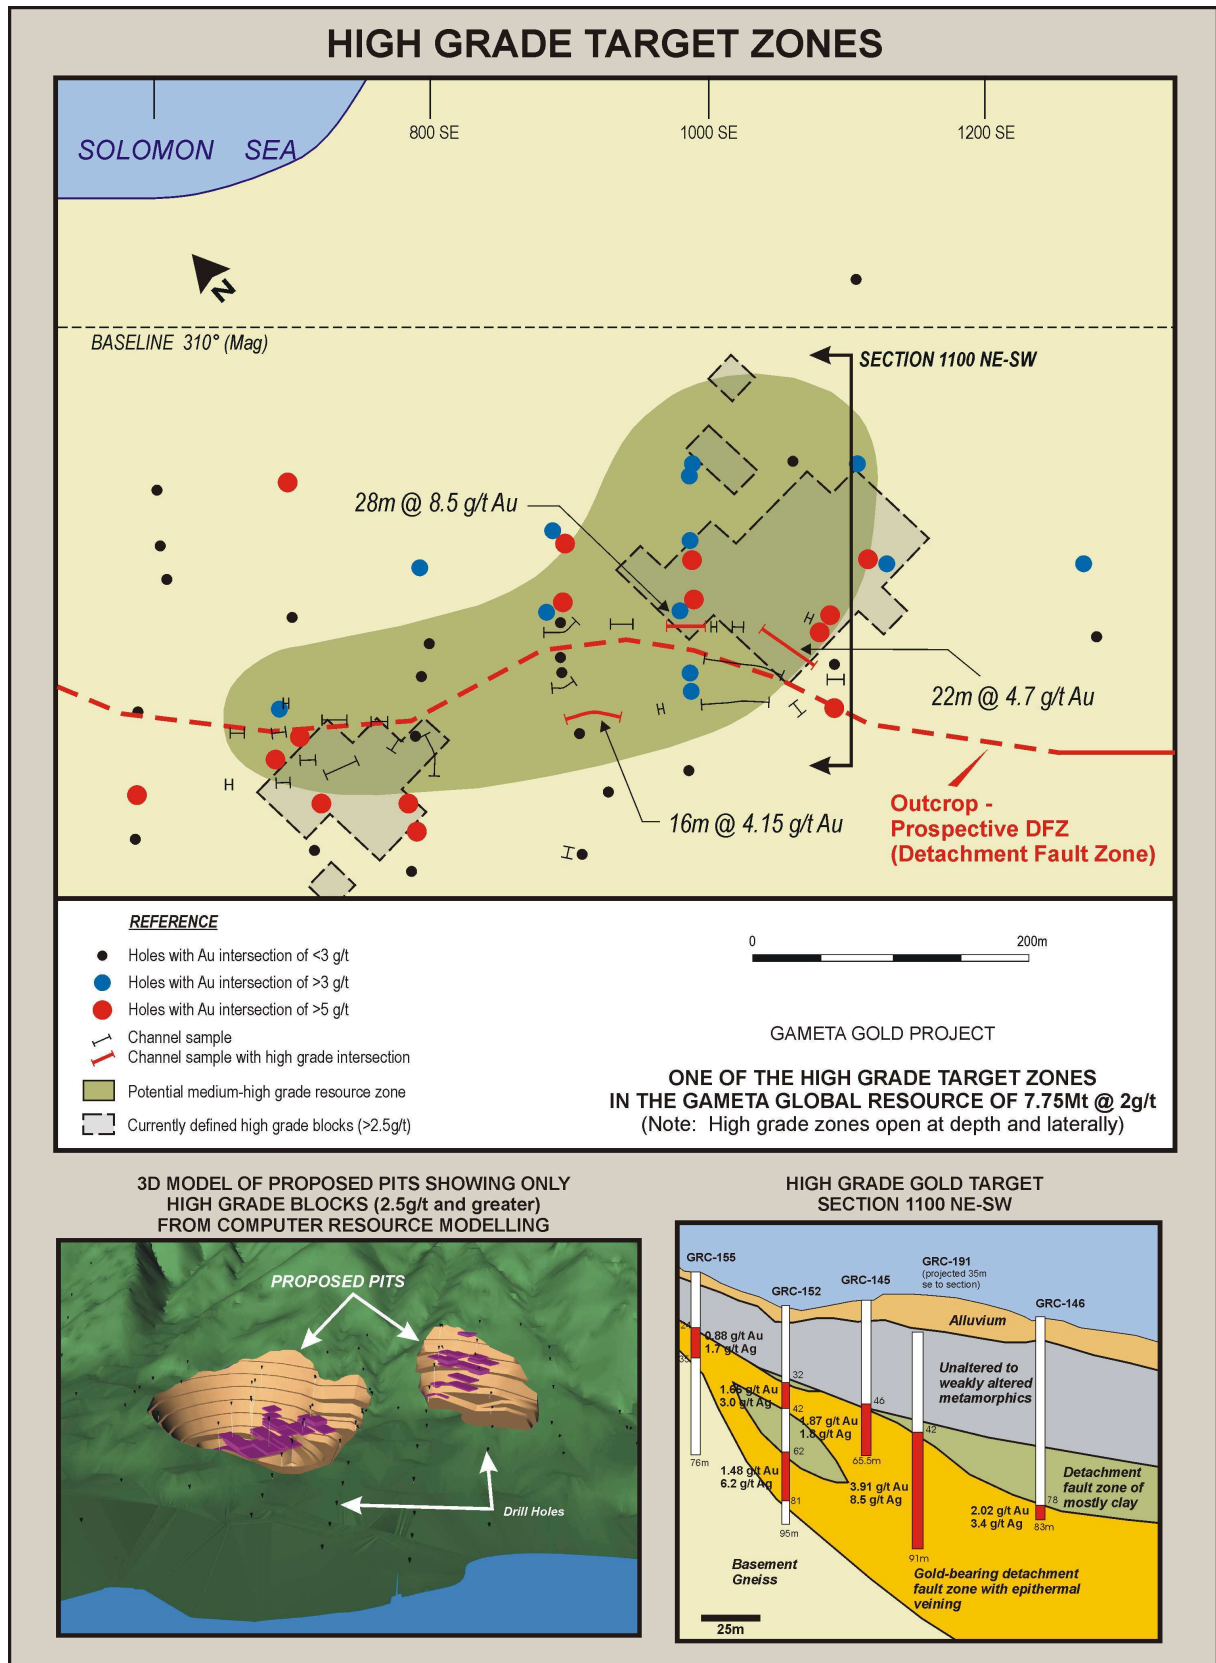 HIGH GRADE TARGET ZONES
SOLOMON SEA
800 SE
1000 SE
1200 SE
N
BASELINE 310° (Mag)
SECTION 1100 NE-SW
28m @ 8.5 g/t Au
22m @ 4.7 g/t Au
16m @ 4.15 g/t Au
Outcrop -
Prospective DFZ
(Detachment Fault Zone)
REFERENCE
Holes with Au intersection of <3 g/t
Holes with Au intersection of >3 g/t
Holes with Au intersection of >5 g/t
Channel sample
Channel sample with high grade intersection
Potential medium-high grade resource zone
Currently defined high grade blocks (>2.5g/t)
0
200m
GAMETA GOLD PROJECT
ONE OF THE HIGH GRADE TARGET ZONES
IN THE GAMETA GLOBAL RESOURCE OF 7.75Mt @ 2g/t
(Note: High grade zones open at depth and laterally)
3D MODEL OF PROPOSED PITS SHOWING ONLY
HIGH GRADE BLOCKS (2.5g/t and greater)
FROM COMPUTER RESOURCE MODELLING
PROPOSED PITS
Drill Holes
HIGH GRADE GOLD TARGET
SECTION 1100 NE-SW
GRC-155
GRC-152
GRC-145
GRC-191
(projected 35m
se to section)
GRC-146
Alluvium
24
0.88 g/t Au
1.7 g/t Ag
35
Unaltered to
weakly altered
metamorphics
32
1.66 g/t Au
3.0 g/t Ag
42
46
1.87 g/t Au
1.8 g/t Ag
42
62
76m
65.5m
1.48 g/t Au
6.2 g/t Ag
81
3.91 g/t Au
8.5 g/t Ag
Detachment
fault zone of
mostly clay
78
2.02 g/t Au
3.4 g/t Ag
83m
95m
91m
Basement
Gneiss
Gold-bearing detachment
fault zone with epithermal
veining
25m